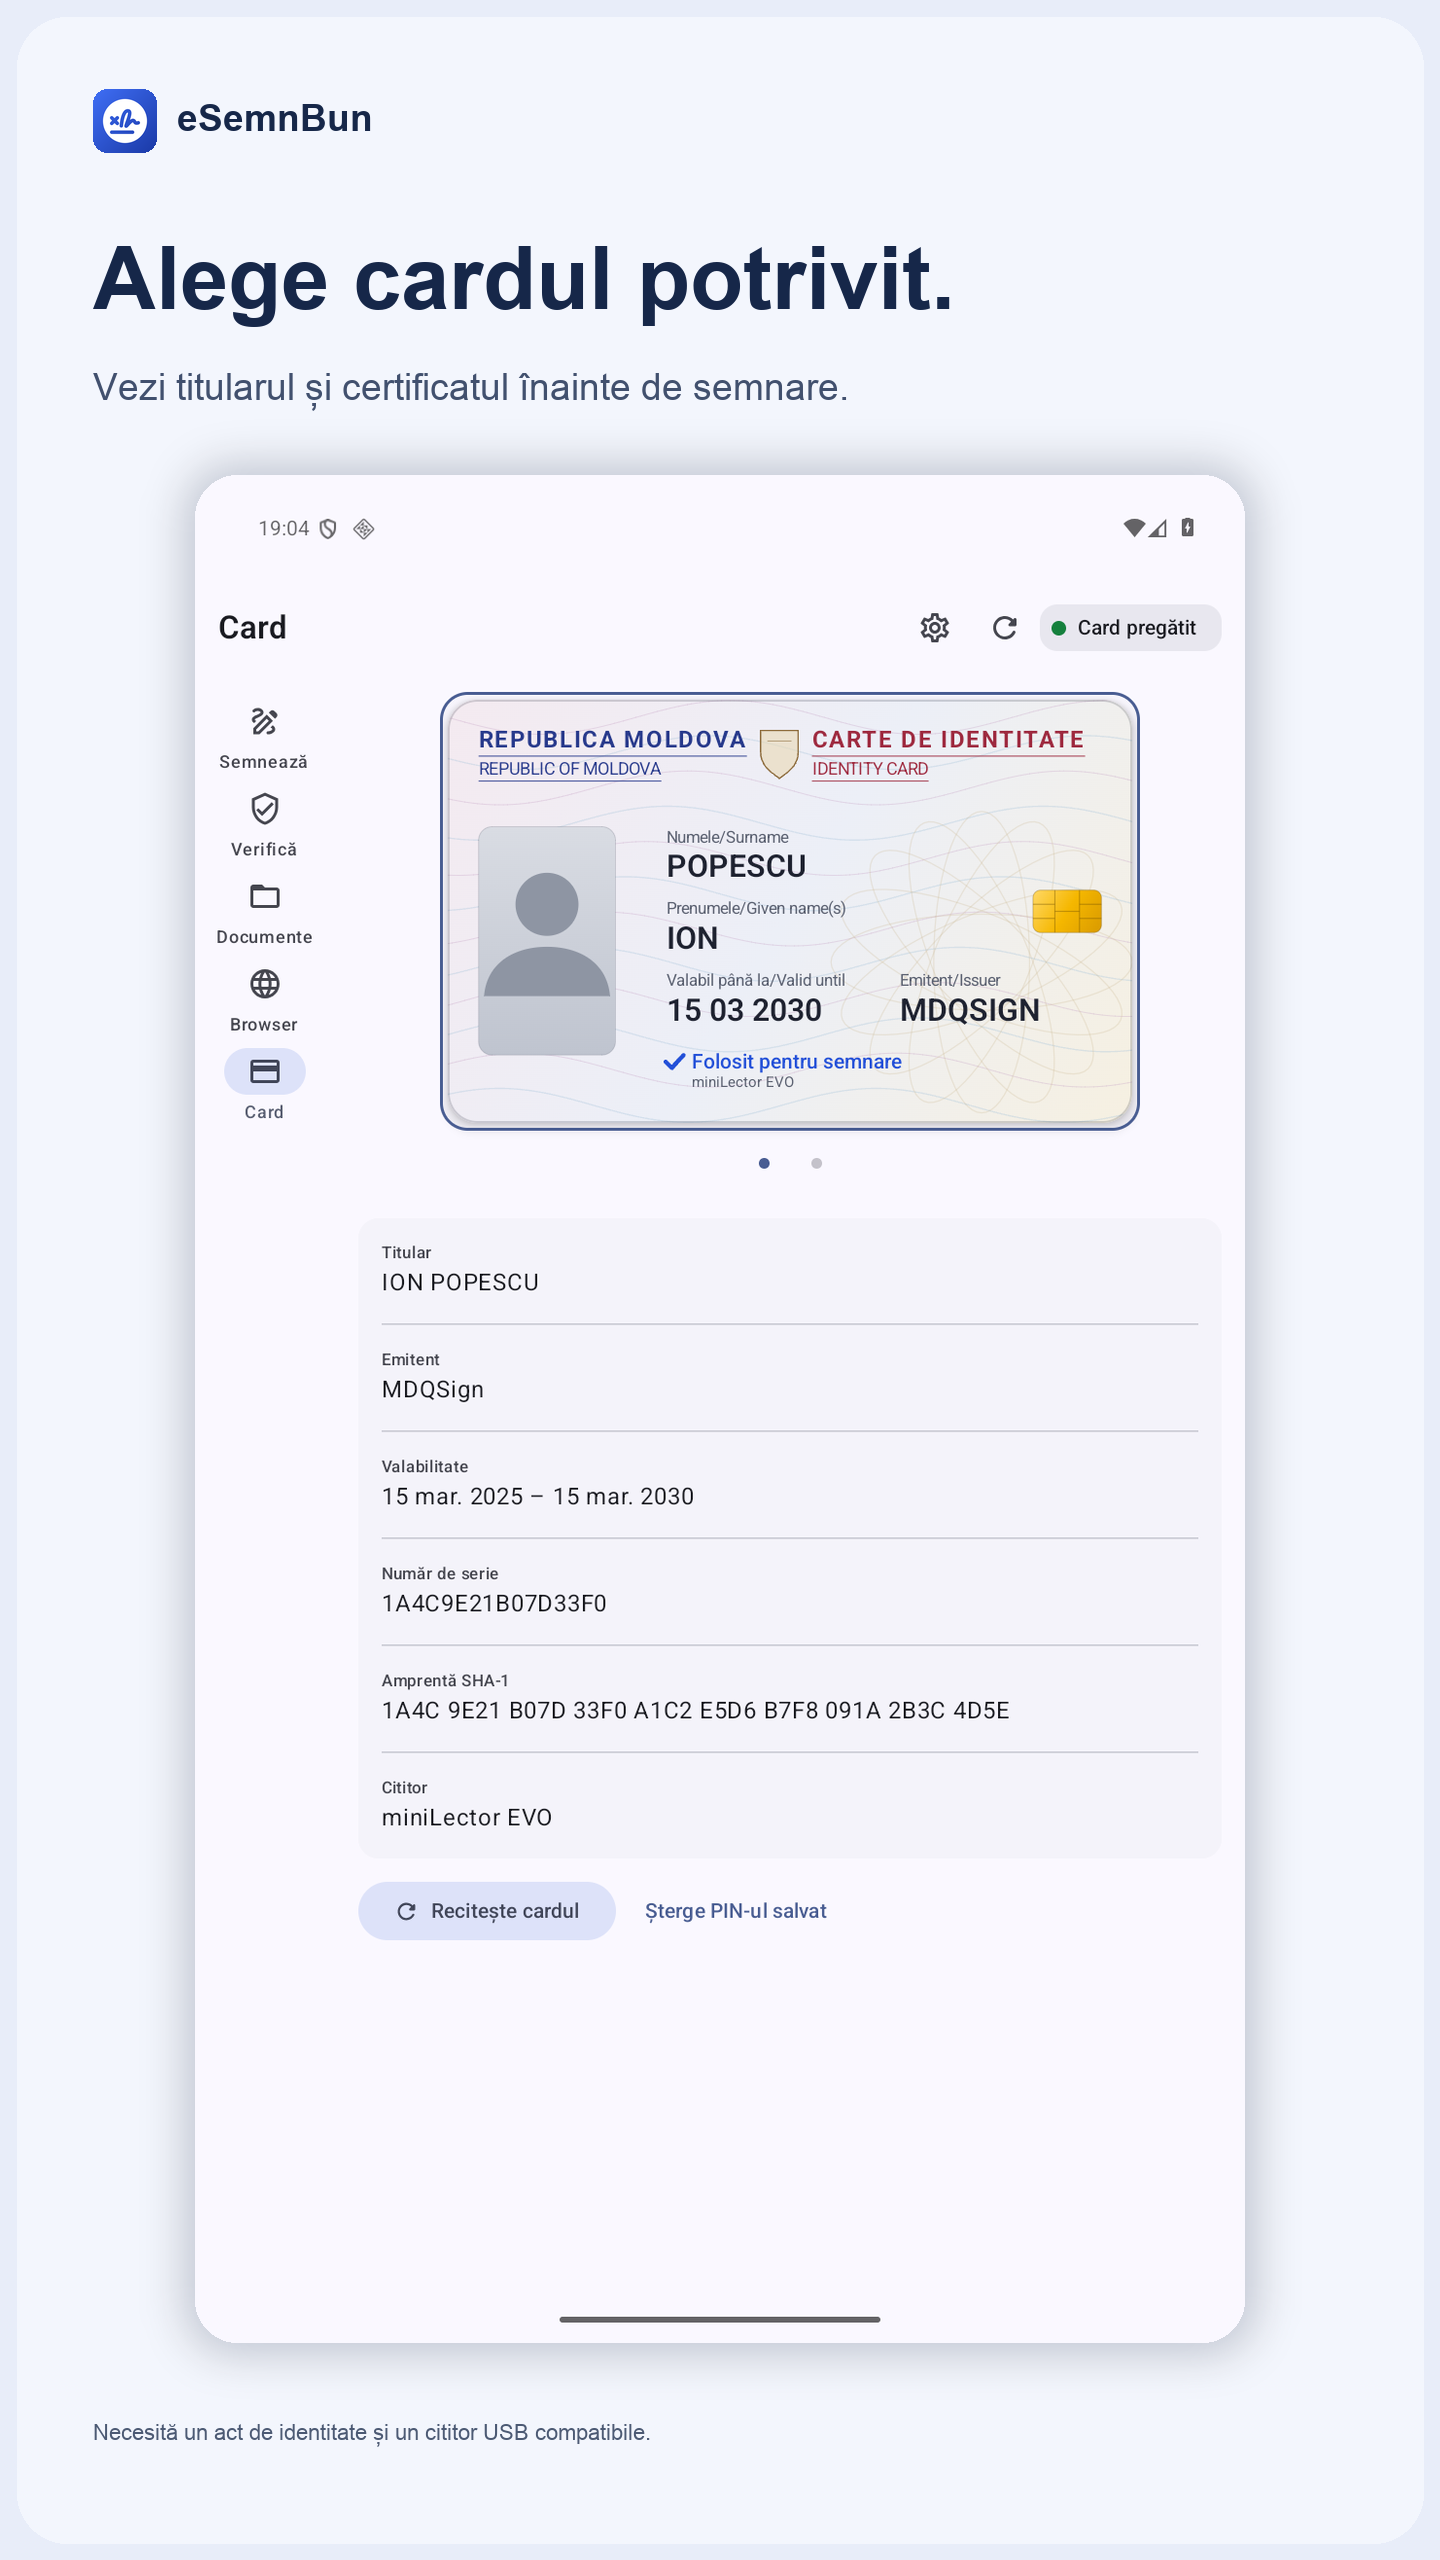 eSemnBun
Alege cardul potrivit.
Vezi titularul și certificatul înainte de semnare.
19:04
Card
Card pregătit
Semnează
Verifică
Documente
Browser
Card
REPUBLICA MOLDOVA
REPUBLIC OF MOLDOVA
CARTE DE IDENTITATE
IDENTITY CARD
Numele/Surname
POPESCU
Prenumele/Given name(s)
ION
Valabil până la/Valid until
15 03 2030
Emitent/Issuer
MDQSIGN
Folosit pentru semnare
miniLector EVO
Titular
ION POPESCU
Emitent
MDQSign
Valabilitate
15 mar. 2025 – 15 mar. 2030
Număr de serie
1A4C9E21B07D33F0
Amprentă SHA-1
1A4C 9E21 B07D 33F0 A1C2 E5D6 B7F8 091A 2B3C 4D5E
Cititor
miniLector EVO
Recitește cardul
Șterge PIN-ul salvat
Necesită un act de identitate și un cititor USB compatibile.